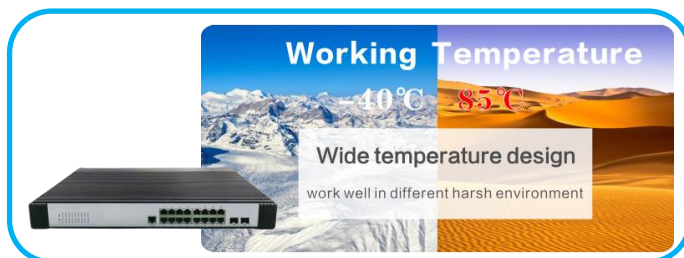 Working Temperature
-40℃ 85℃
Wide temperature design
work well in different harsh environment